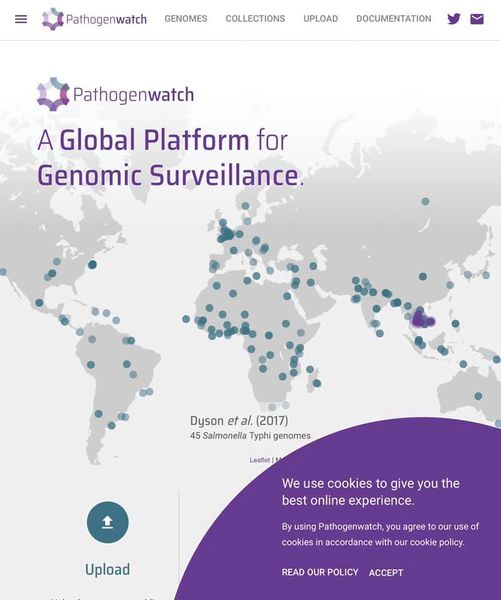 Pathogenwatch GENOMES COLLECTIONS UPLOAD DOCUMENTATION
Pathogenwatch
A Global Platform for
Genomic Surveillance.
Dyson et al. (2017)
45 Salmonella Typhi genomes
Leaflet |
We use cookies to give you the
best online experience.
By using Pathogenwatch, you agree to our use of
cookies in accordance with our cookie policy.
READ OUR POLICY ACCEPT
Upload